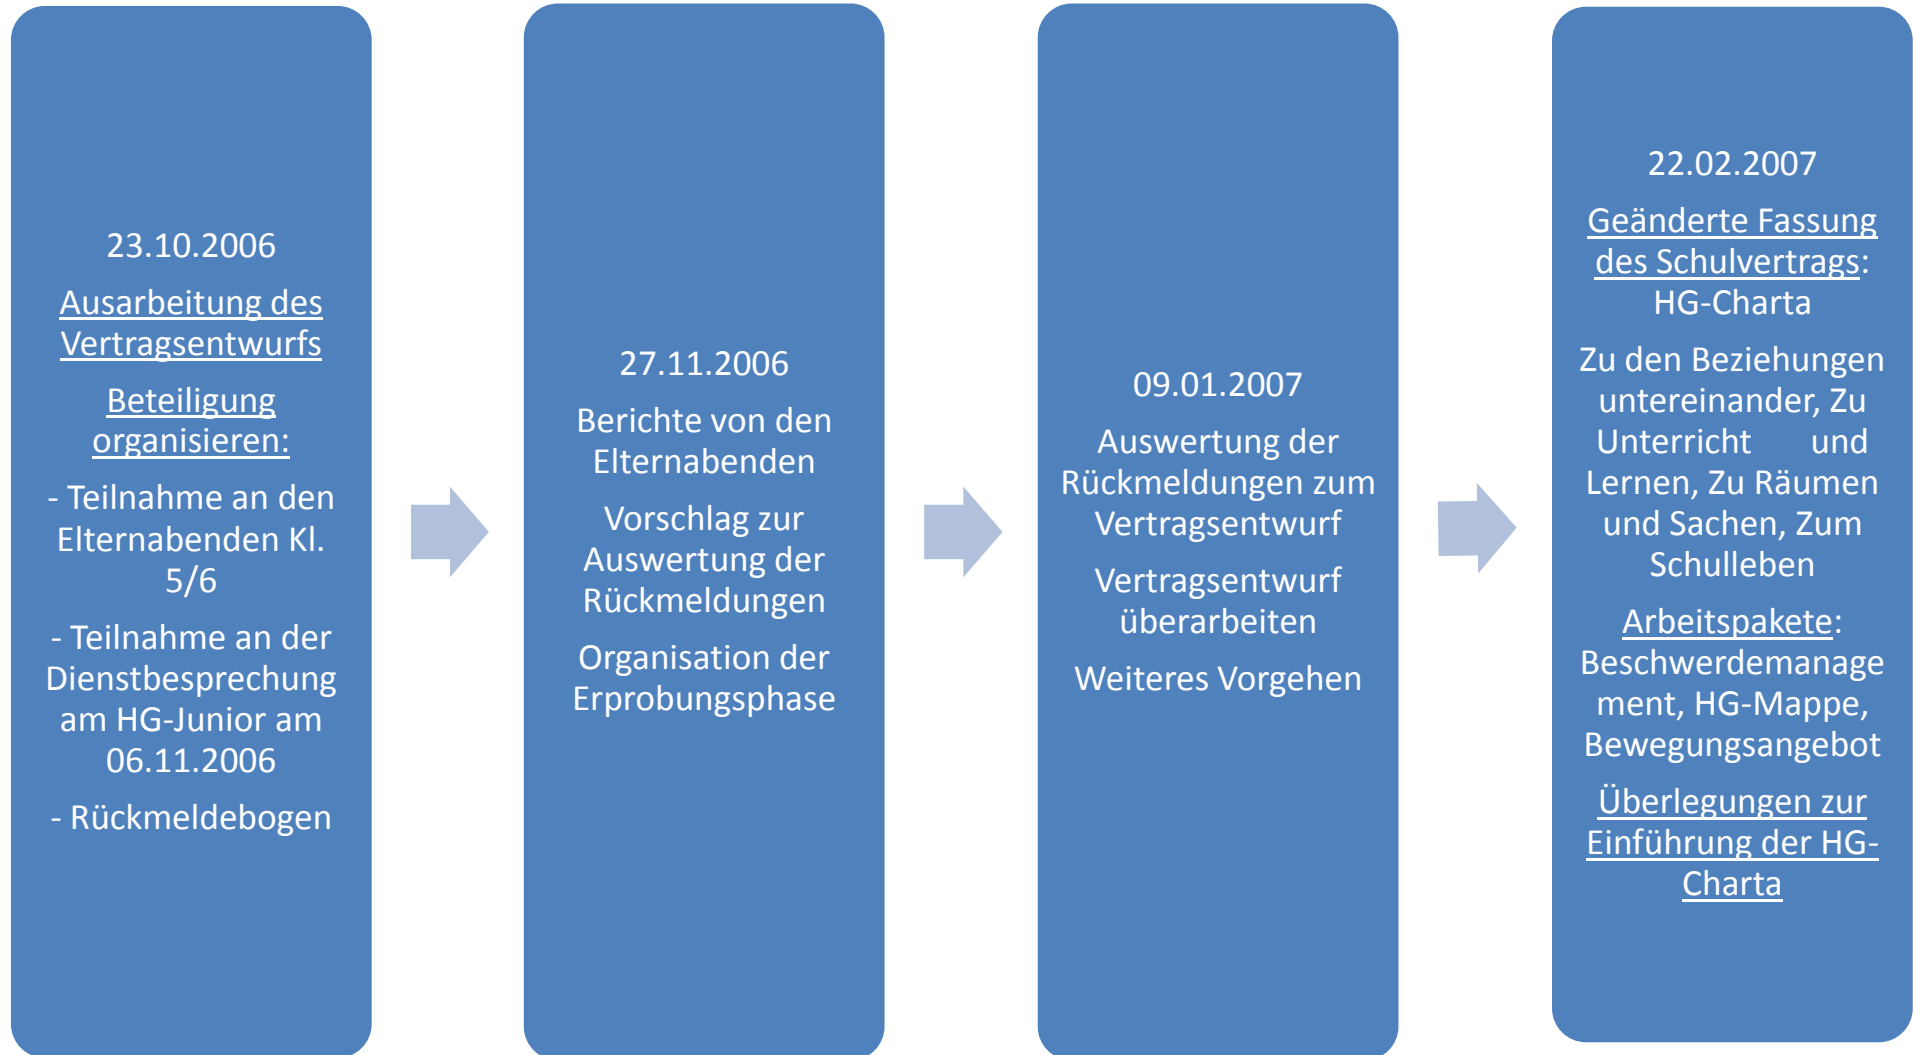 23.10.2006
Ausarbeitung des
Vertragsentwurfs
Beteiligung
organisieren:
- Teilnahme an den
Elternabenden Kl.
5/6
- Teilnahme an der
Dienstbesprechung
am HG-Junior am
06.11.2006
- Rückmeldebogen
27.11.2006
Berichte von den
Elternabenden
Vorschlag zur
Auswertung der
Rückmeldungen
Organisation der
Erprobungsphase
09.01.2007
Auswertung der
Rückmeldungen zum
Vertragsentwurf
Vertragsentwurf
überarbeiten
Weiteres Vorgehen
22.02.2007
Geänderte Fassung
des Schulvertrags:
HG-Charta
Zu den Beziehungen
untereinander, Zu
Unterricht und
Lernen, Zu Räumen
und Sachen, Zum
Schulleben
Arbeitspakete:
Beschwerdemanage
ment, HG-Mappe,
Bewegungsangebot
Überlegungen zur
Einführung der HG-
Charta